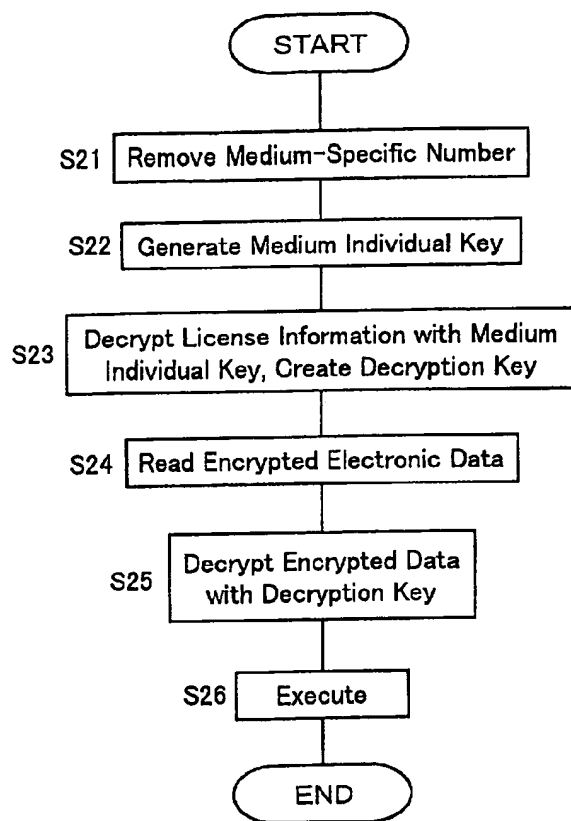 START
S21 Remove Medium-Specific Number
S22 Generate Medium Individual Key
S23 Decrypt License Information with Medium
Individual Key, Create Decryption Key
S24 Read Encrypted Electronic Data
S25 Decrypt Encrypted Data
with Decryption Key
S26 Execute
END